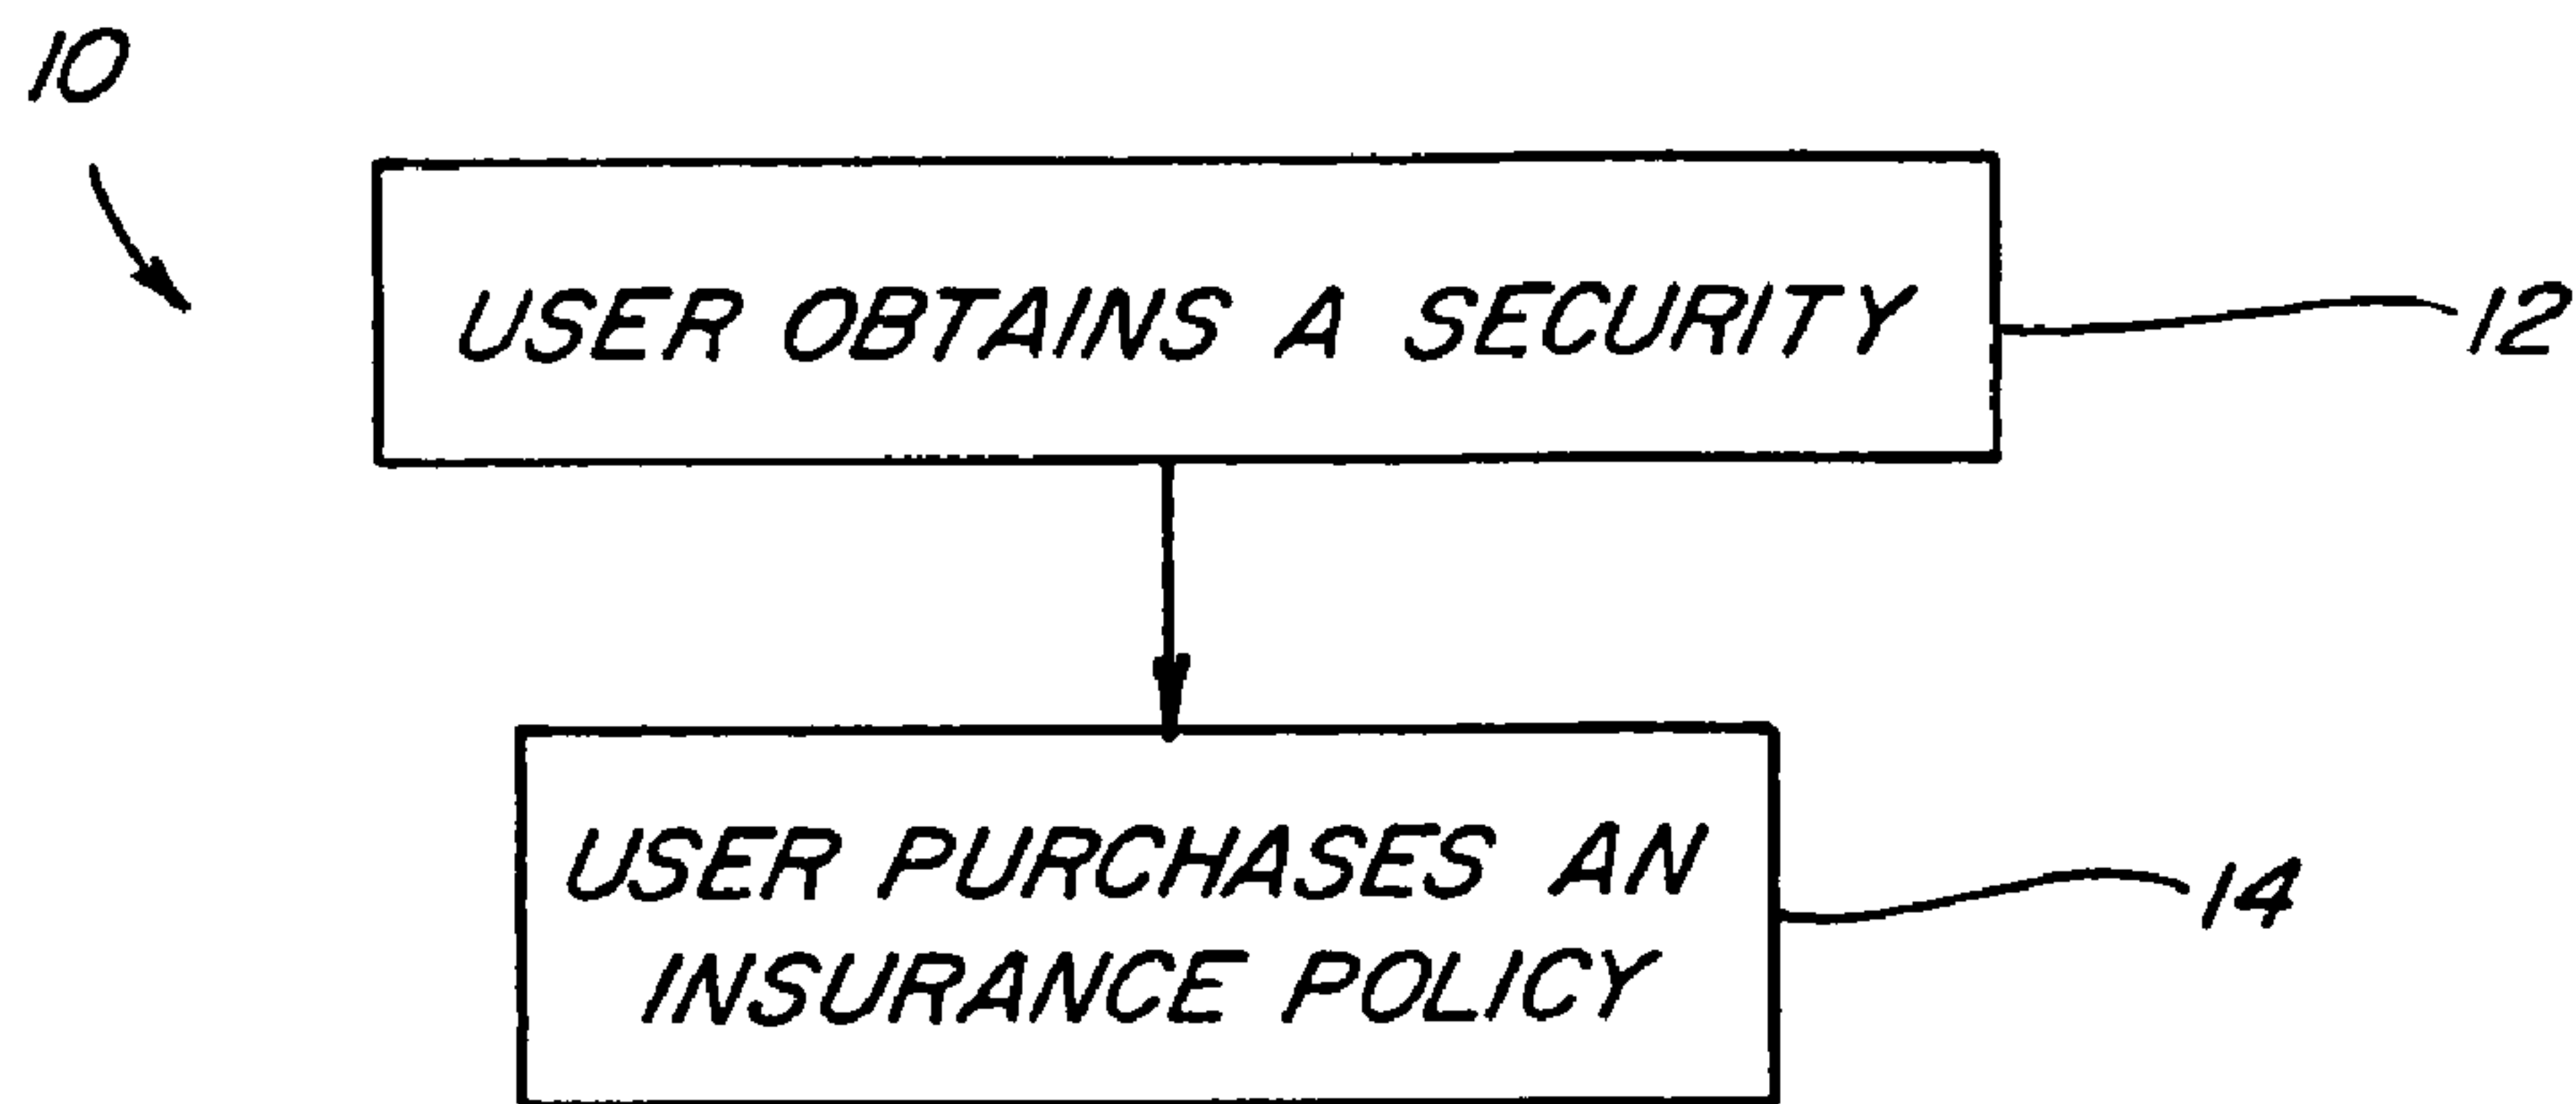 10
USER OBTAINS A SECURITY
12
USER PURCHASES AN
INSURANCE POLICY
14